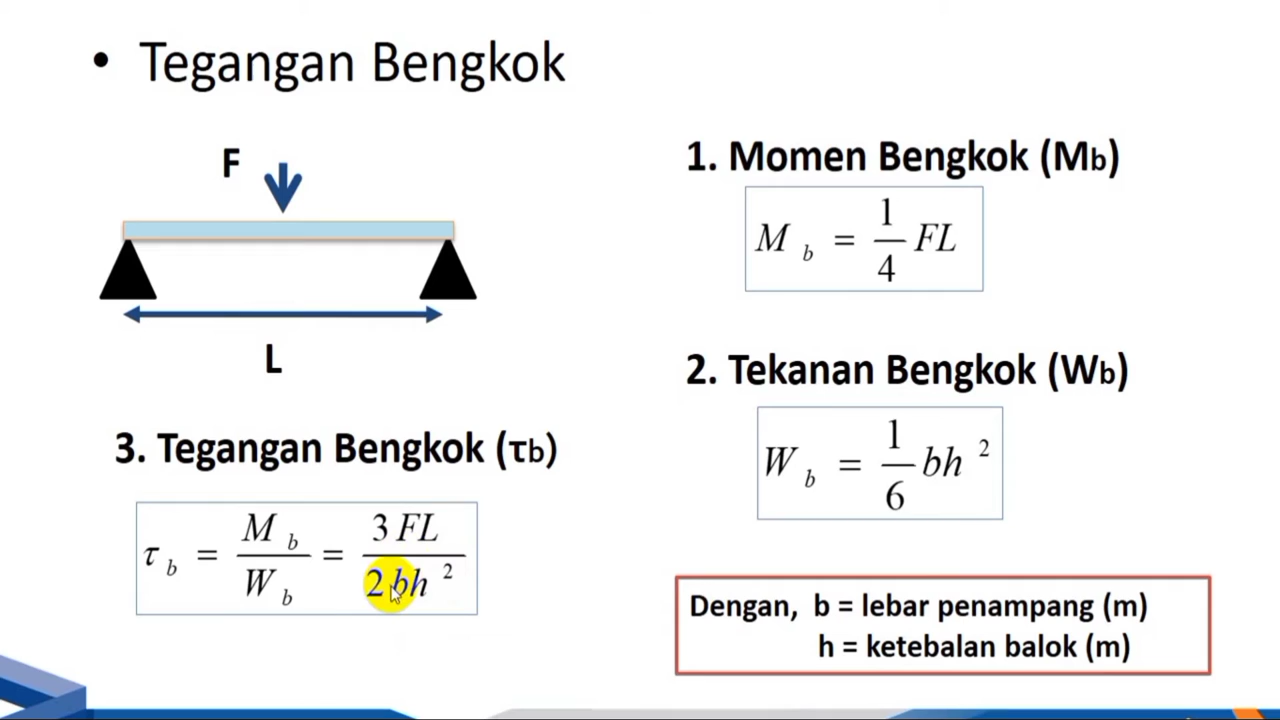 • Tegangan Bengkok
F
L
1. Momen Bengkok (Mb)
M b = 1/4 FL
2. Tekanan Bengkok (Wb)
W b = 1/6 bh ²
3. Tegangan Bengkok (τb)
τ b = M b / W b = 3 FL / 2 bh ²
Dengan, b = lebar penampang (m)
h = ketebalan balok (m)